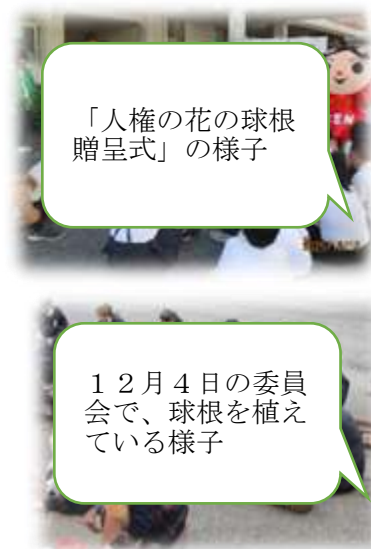 「人権の花の球根
贈呈式」の様子
１２月４日の委員
会で、球根を植え
ている様子